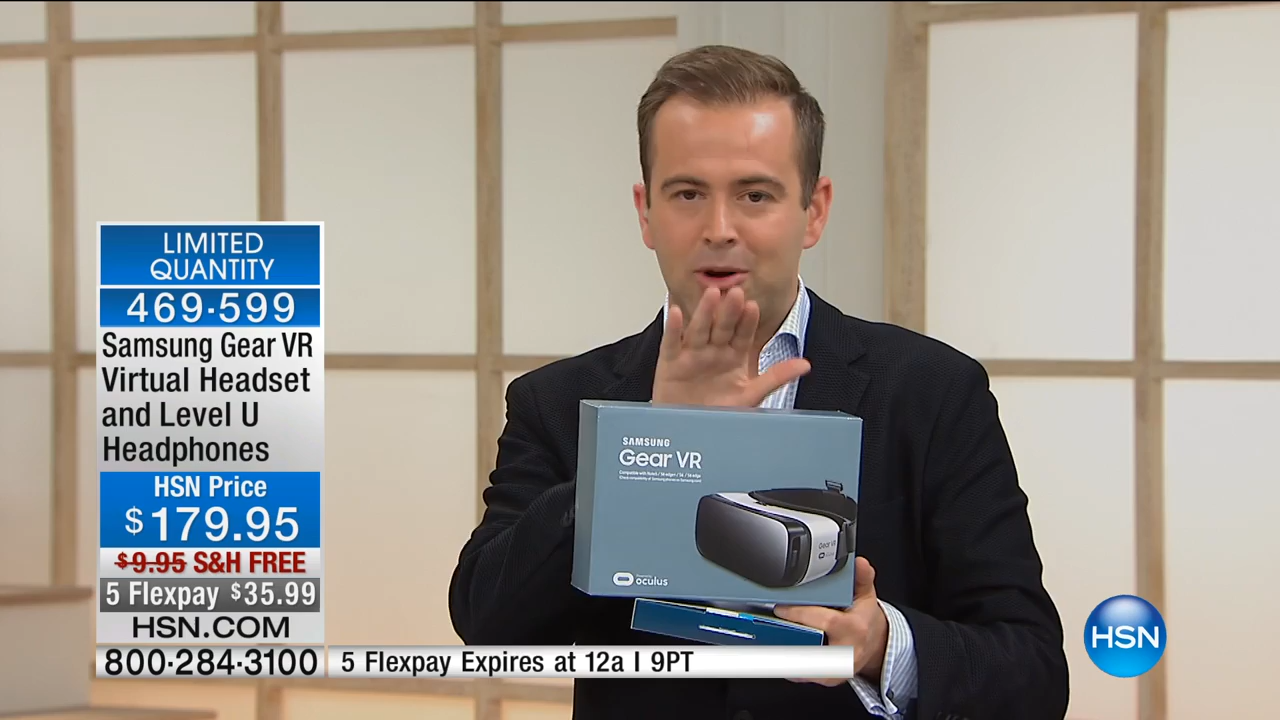 LIMITED
QUANTITY
469·599
Samsung Gear VR
Virtual Headset
and Level U
Headphones
HSN Price
$179.95
$9.95 S&H FREE
5 Flexpay $35.99
HSN.COM
800·284·3100
5 Flexpay Expires at 12a | 9PT
SAMSUNG
Gear VR
Gear VR
oculus
HSN